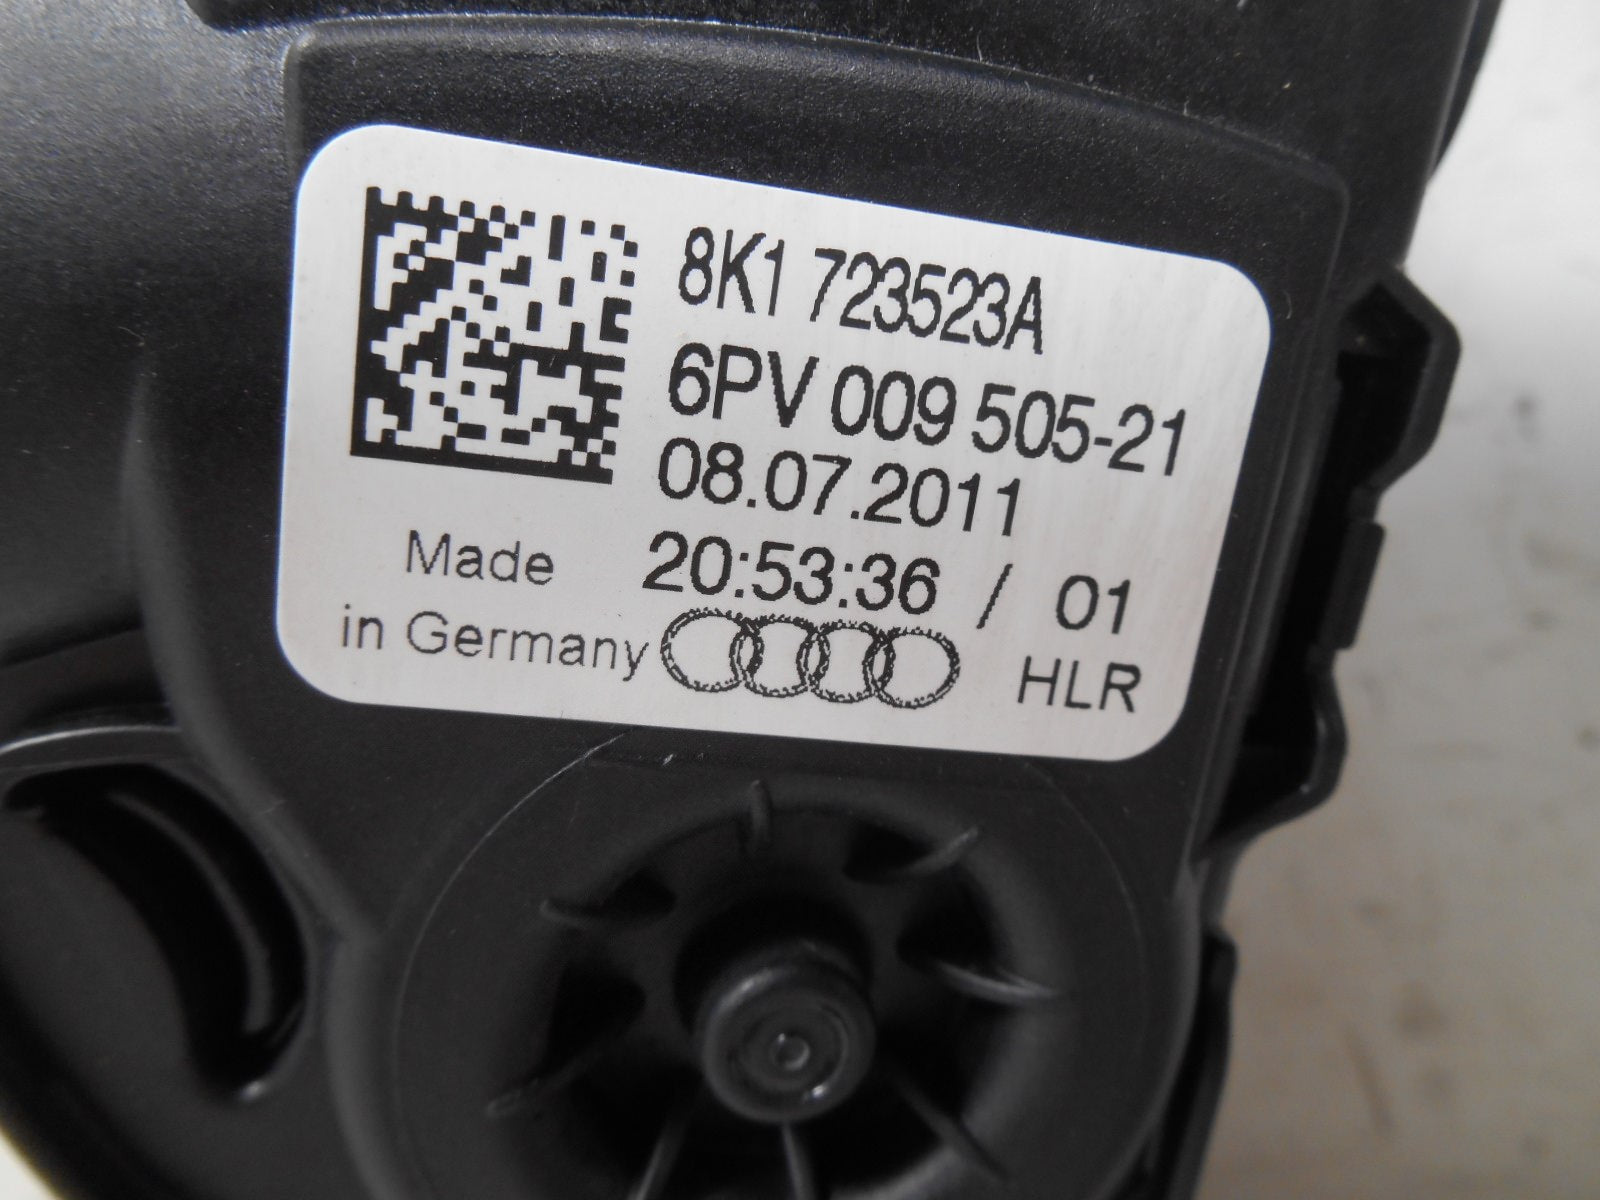 8K1 723523A
6PV 009 505-21
08.07.2011
Made 20:53:36 / 01
in Germany HLR